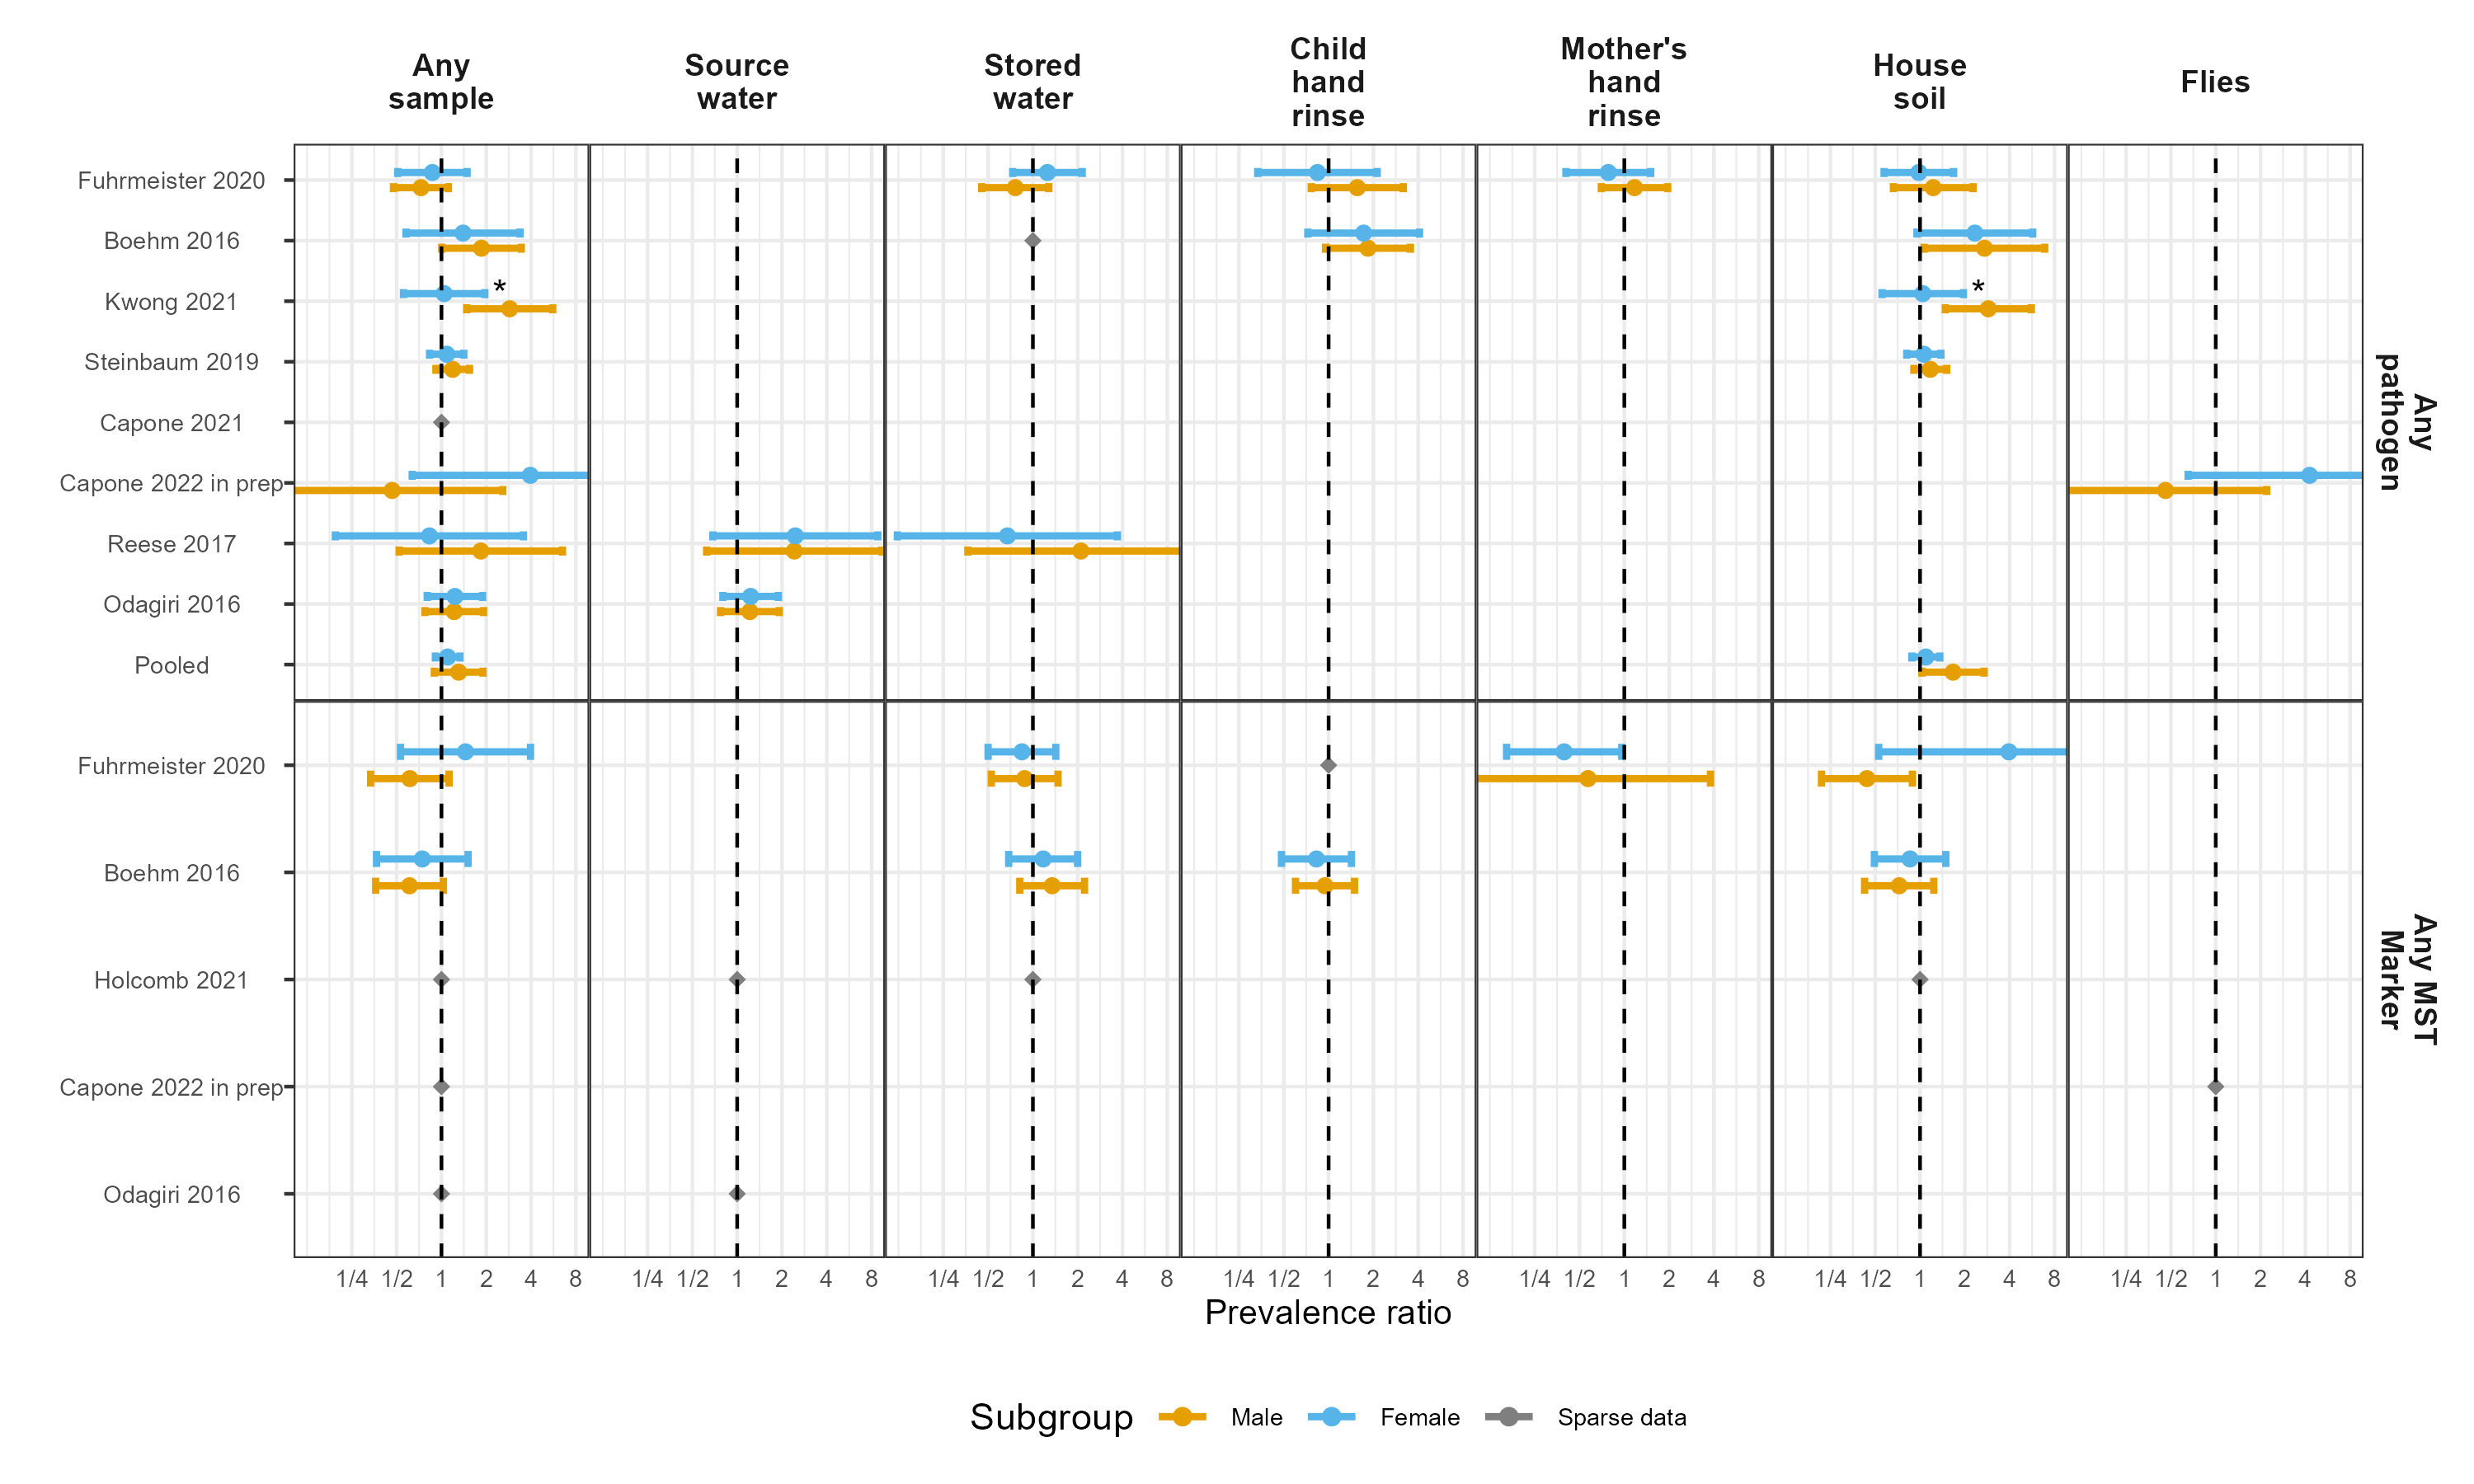 Any
sample
Source
water
Stored
water
Child
hand
rinse
Mother's
hand
rinse
House
soil
Flies
Fuhrmeister 2020
Boehm 2016
Kwong 2021
*
*
Steinbaum 2019
Capone 2021
Capone 2022 in prep
Reese 2017
Odagiri 2016
Pooled
Any
pathogen
Fuhrmeister 2020
Boehm 2016
Holcomb 2021
Capone 2022 in prep
Odagiri 2016
Any MST
Marker
1/4 1/2 1 2 4 8
1/4 1/2 1 2 4 8
1/4 1/2 1 2 4 8
1/4 1/2 1 2 4 8
1/4 1/2 1 2 4 8
1/4 1/2 1 2 4 8
1/4 1/2 1 2 4 8
Prevalence ratio
Subgroup Male Female Sparse data